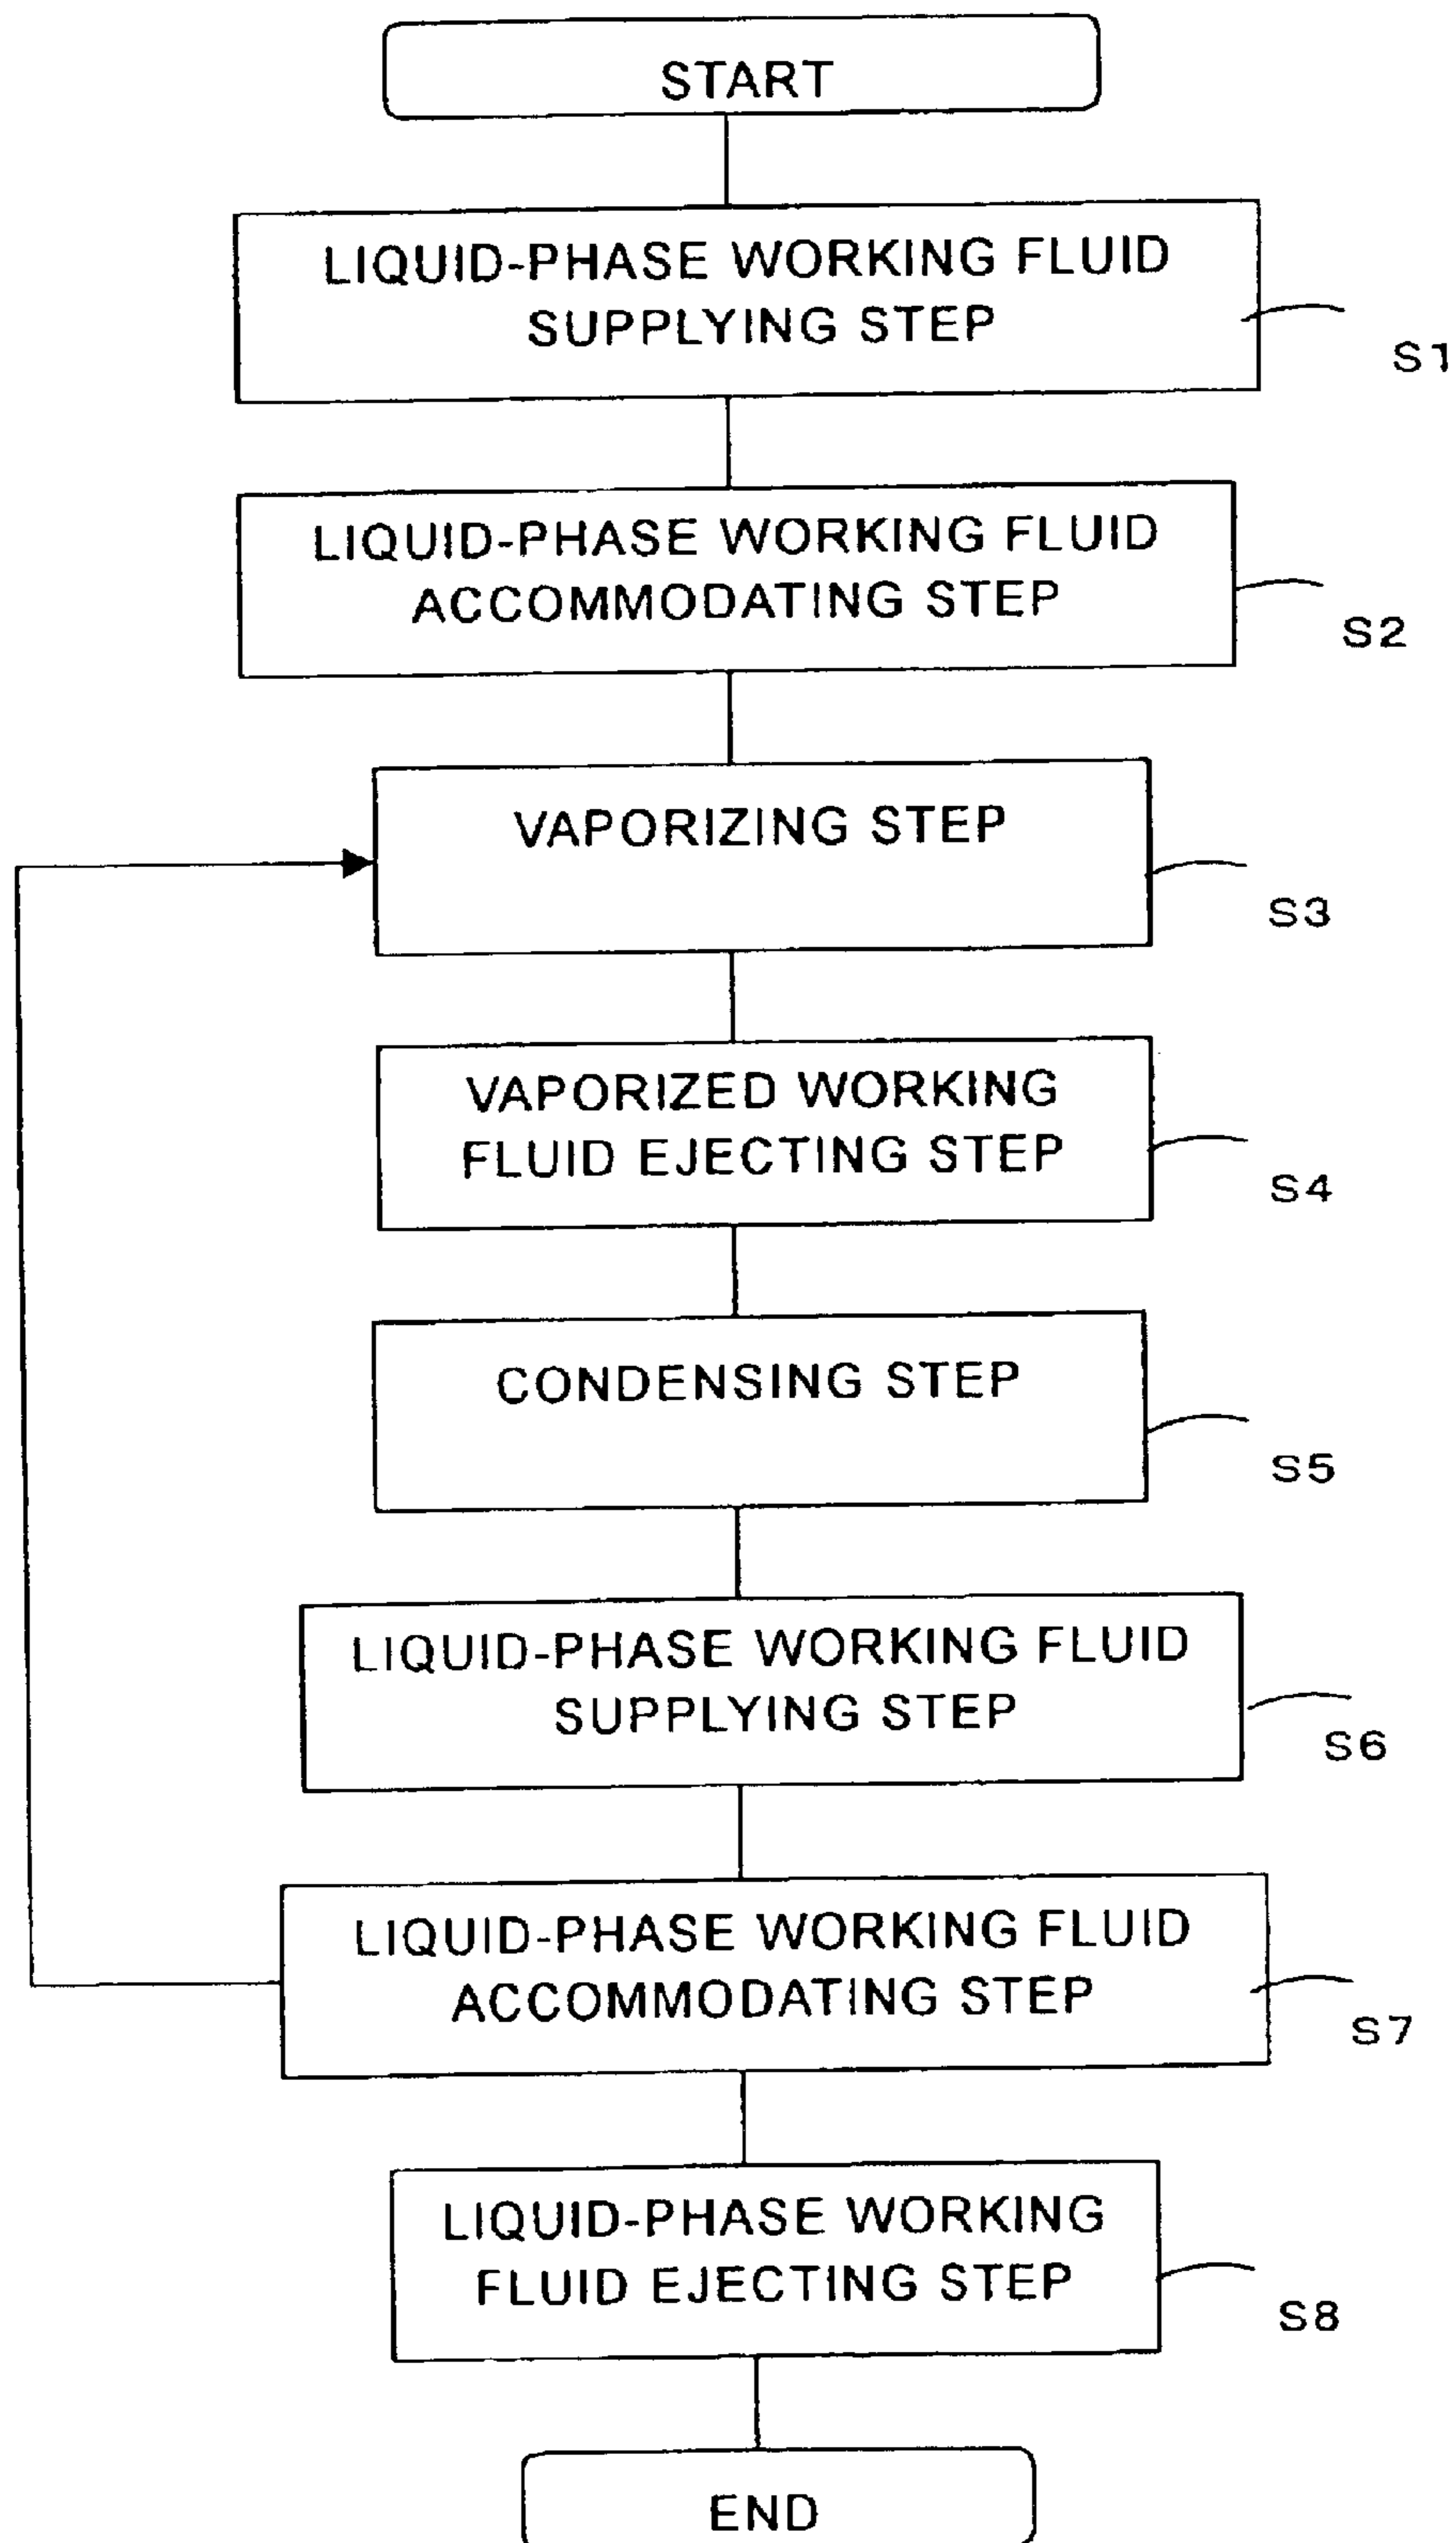 START
LIQUID-PHASE WORKING FLUID
SUPPLYING STEP
S1
LIQUID-PHASE WORKING FLUID
ACCOMMODATING STEP
S2
VAPORIZING STEP
S3
VAPORIZED WORKING
FLUID EJECTING STEP
S4
CONDENSING STEP
S5
LIQUID-PHASE WORKING FLUID
SUPPLYING STEP
S6
LIQUID-PHASE WORKING FLUID
ACCOMMODATING STEP
S7
LIQUID-PHASE WORKING
FLUID EJECTING STEP
S8
END